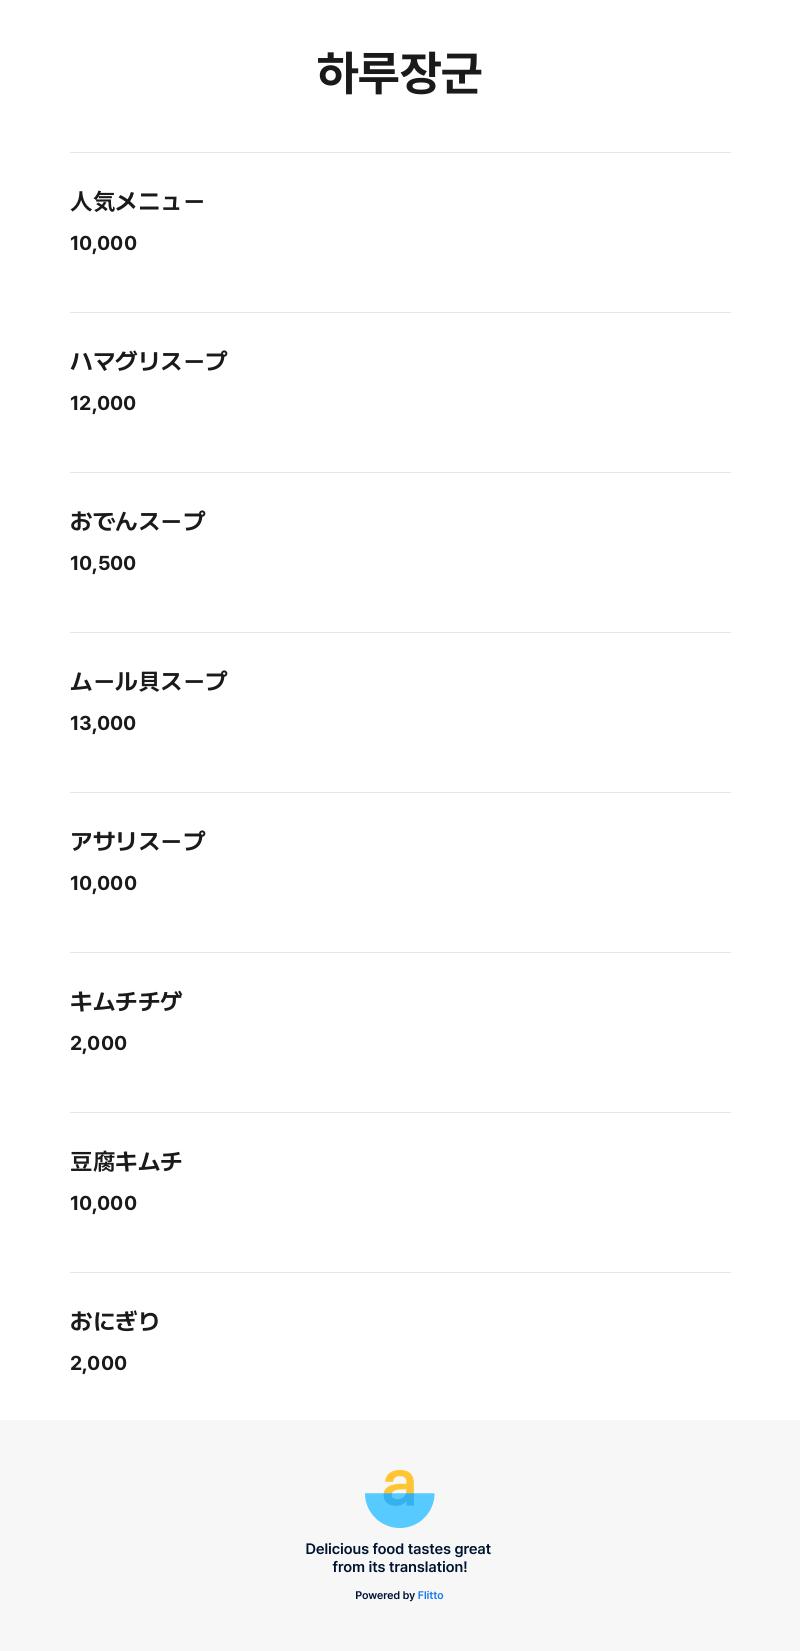 하루장군
人気メニュー
10,000
ハマグリスープ
12,000
おでんスープ
10,500
ムール貝スープ
13,000
アサリスープ
10,000
キムチチゲ
2,000
豆腐キムチ
10,000
おにぎり
2,000
a
Delicious food tastes great
from its translation!
Powered by Flitto